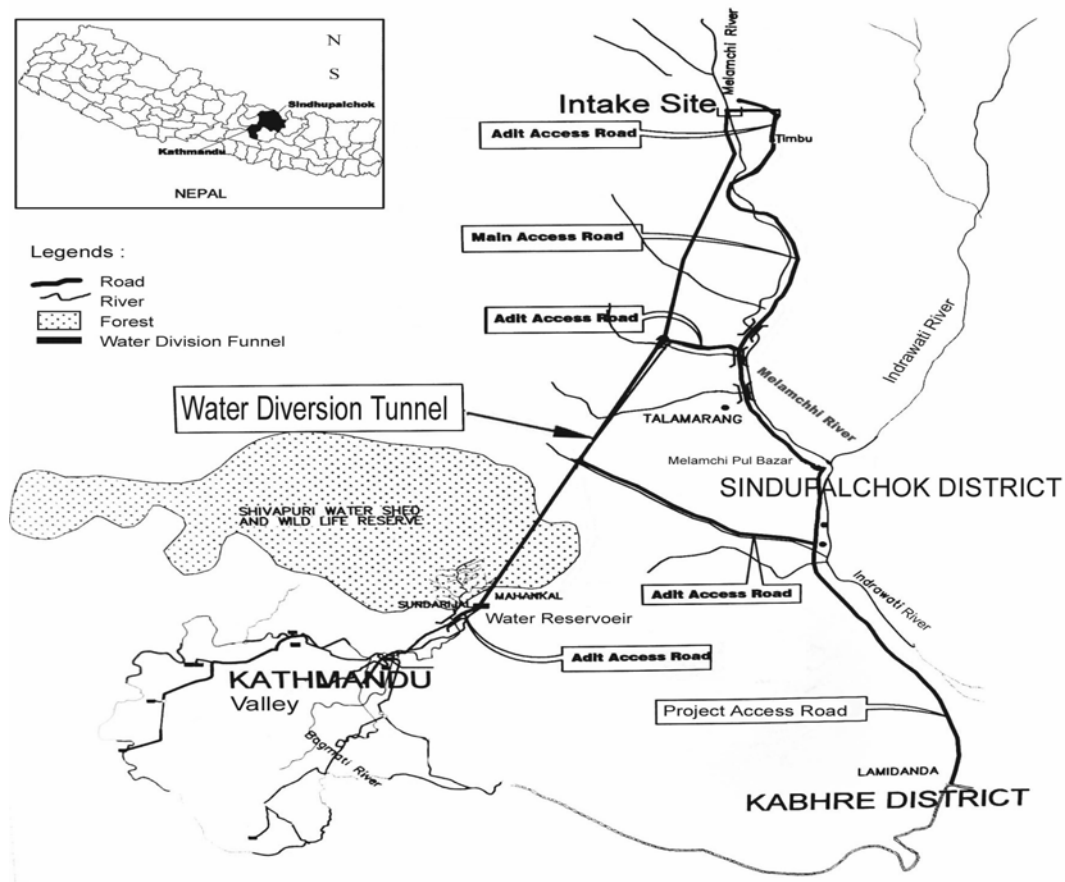 N
S
Sindhupalchok
Kathmandu
NEPAL
Legends :
Road
River
Forest
Water Division Funnel
Melamchi River
Intake Site
Adit Access Road
Timbu
Main Access Road
Adit Access Road
Indrawati River
Water Diversion Tunnel
Melamchhi River
TALAMARANG
Melamchi Pul Bazar
SINDUPALCHOK DISTRICT
SHIVAPURI WATER SHED
AND WILD LIFE RESERVE
Adit Access Road
Indrawati River
SUNDARIJAL
MAHANKAL
Water Reservoeir
Adit Access Road
KATHMANDU
Valley
Bagmati River
Project Access Road
LAMIDANDA
KABHRE DISTRICT